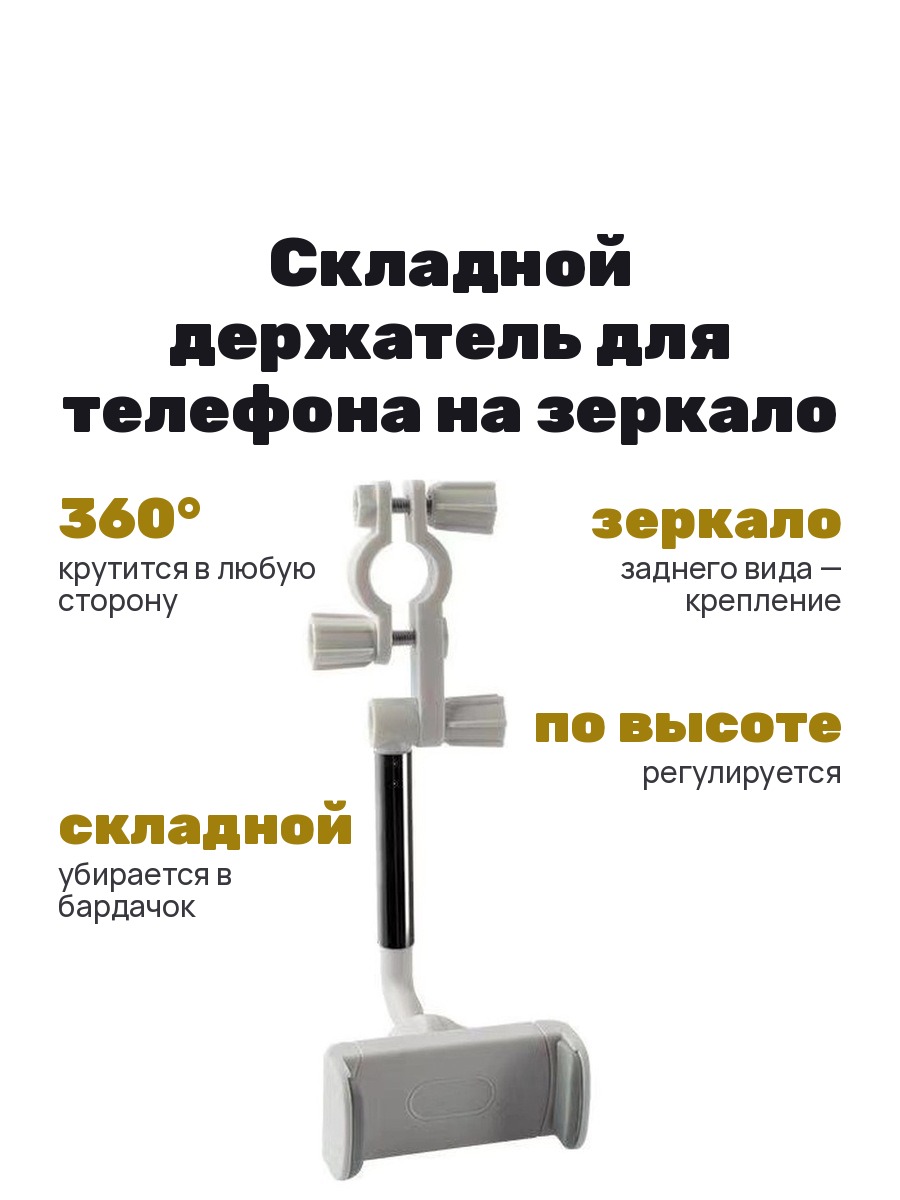 Складной
держатель для
телефона на зеркало
360°
крутится в любую
сторону
зеркало
заднего вида —
крепление
по высоте
регулируется
складной
убирается в
бардачок